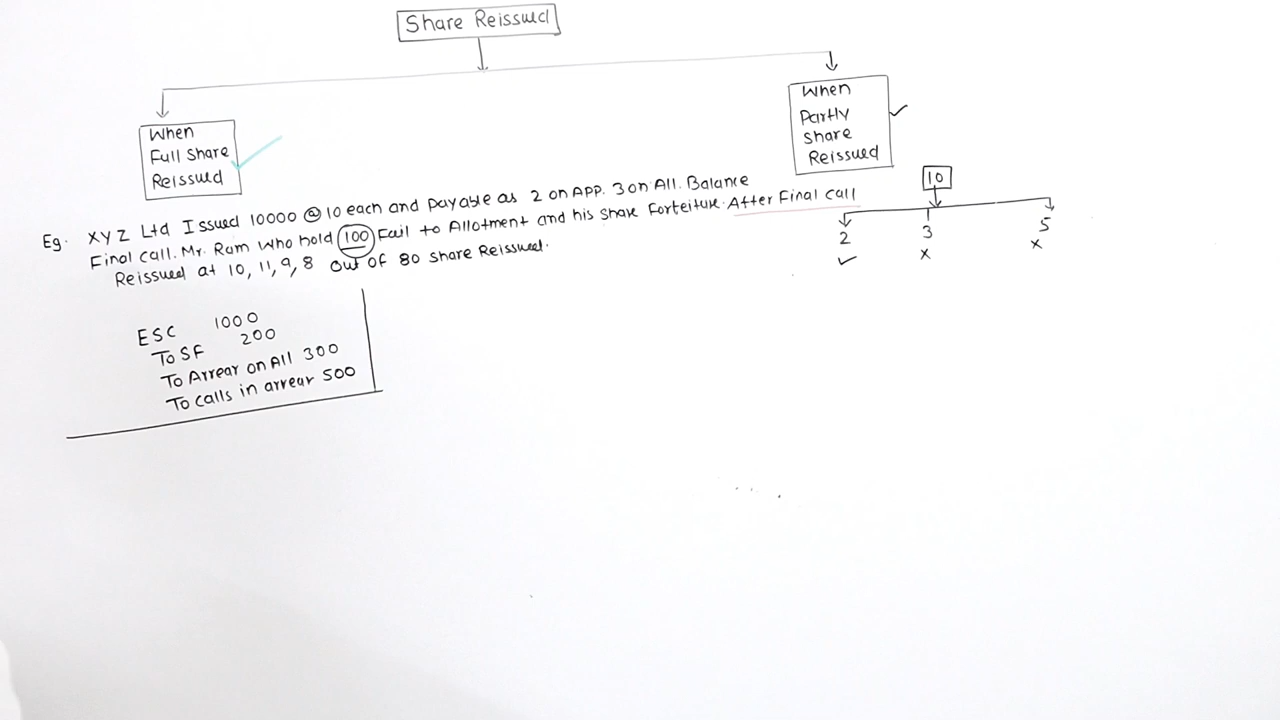 Share Reissued
When
Full Share
Reissued
When
Partly
Share
Reissued
Eg. XYZ Ltd Issued 10000 @ 10 each and payable as 2 on APP. 3 on All. Balance
Final call. Mr. Ram who hold 100 Fail to Allotment and his share Forteiture. After Final call
Reissued at 10, 11, 9, 8 out of 80 share Reissued.
10
2 3 5
✓ x x
ESC 1000
To SF 200
To Arrear on All 300
To calls in arrear 500